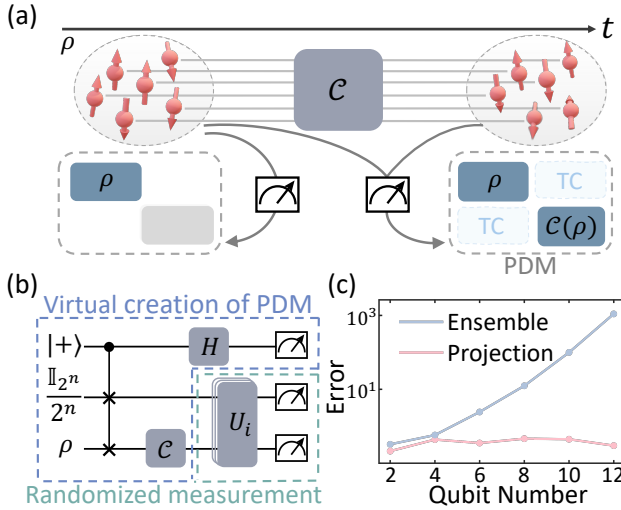 (a)
ρ
t
C
ρ
ρ
TC
TC
C(ρ)
PDM
(b)
Virtual creation of PDM
|+⟩
H
𝕀_{2^n}
2^n
U_i
ρ
C
Randomized measurement
(c)
Ensemble
Projection
Error
10^3
10^1
2 4 6 8 10 12
Qubit Number